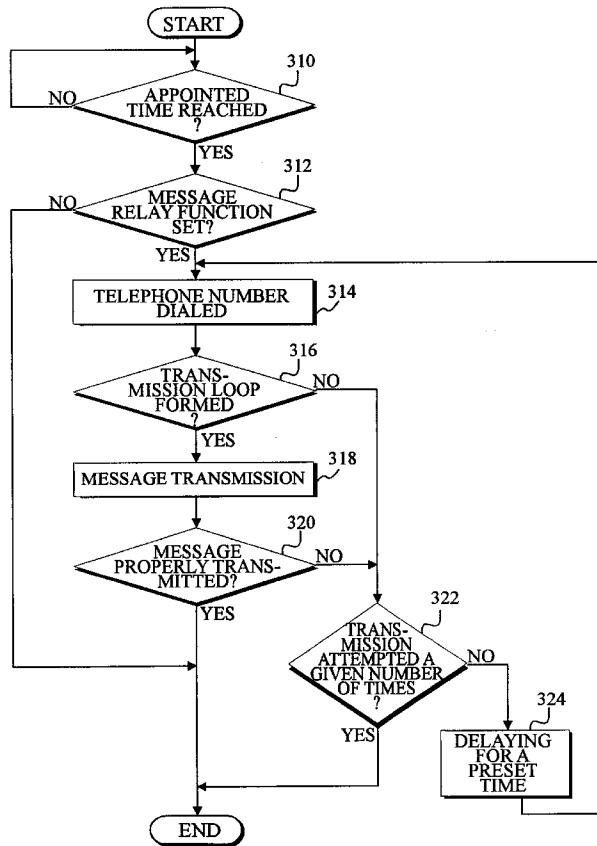 START
310
APPOINTED
TIME REACHED
?
NO
YES
312
MESSAGE
RELAY FUNCTION
SET?
NO
YES
TELEPHONE NUMBER
DIALED
314
316
TRANS-
MISSION LOOP
FORMED
?
NO
YES
MESSAGE TRANSMISSION
318
320
MESSAGE
PROPERLY TRANS-
MITTED?
NO
YES
322
TRANS-
MISSION
ATTEMPTED A
GIVEN NUMBER
OF TIMES
?
NO
YES
324
DELAYING
FOR A
PRESET
TIME
END